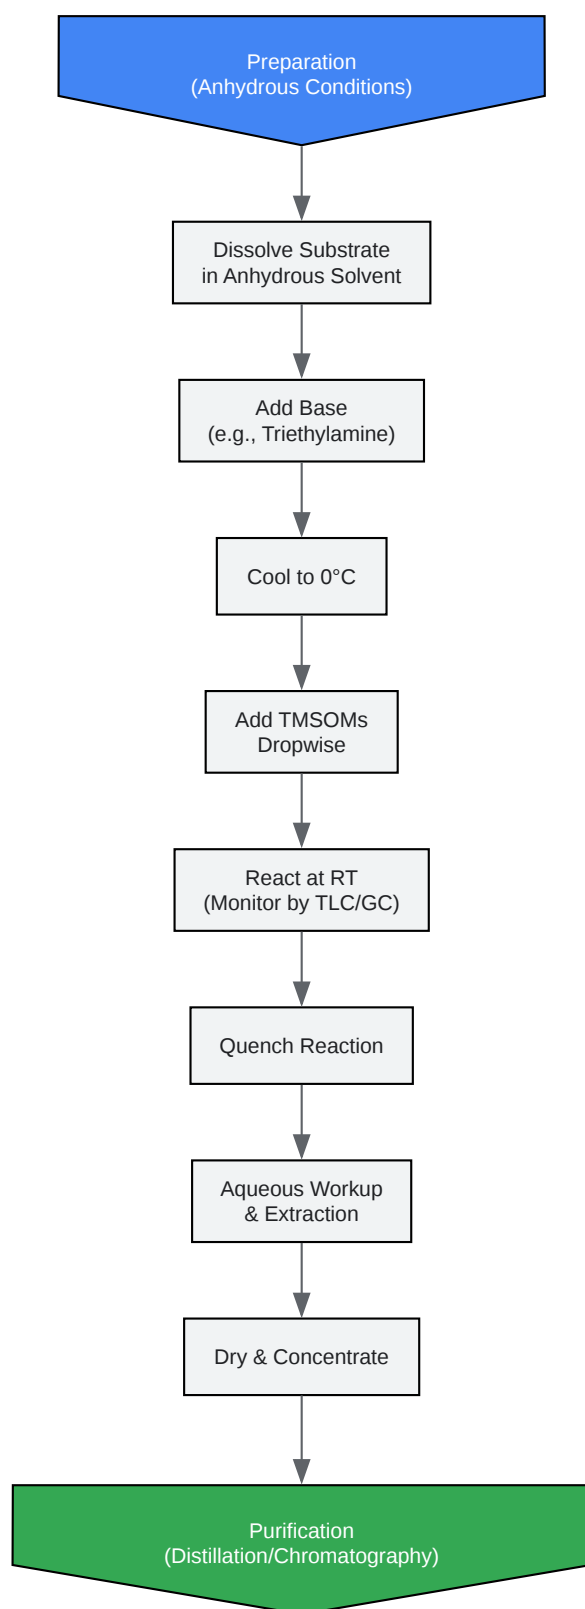 Preparation
(Anhydrous Conditions)
Dissolve Substrate
in Anhydrous Solvent
Add Base
(e.g., Triethylamine)
Cool to 0°C
Add TMSOMs
Dropwise
React at RT
(Monitor by TLC/GC)
Quench Reaction
Aqueous Workup
& Extraction
Dry & Concentrate
Purification
(Distillation/Chromatography)